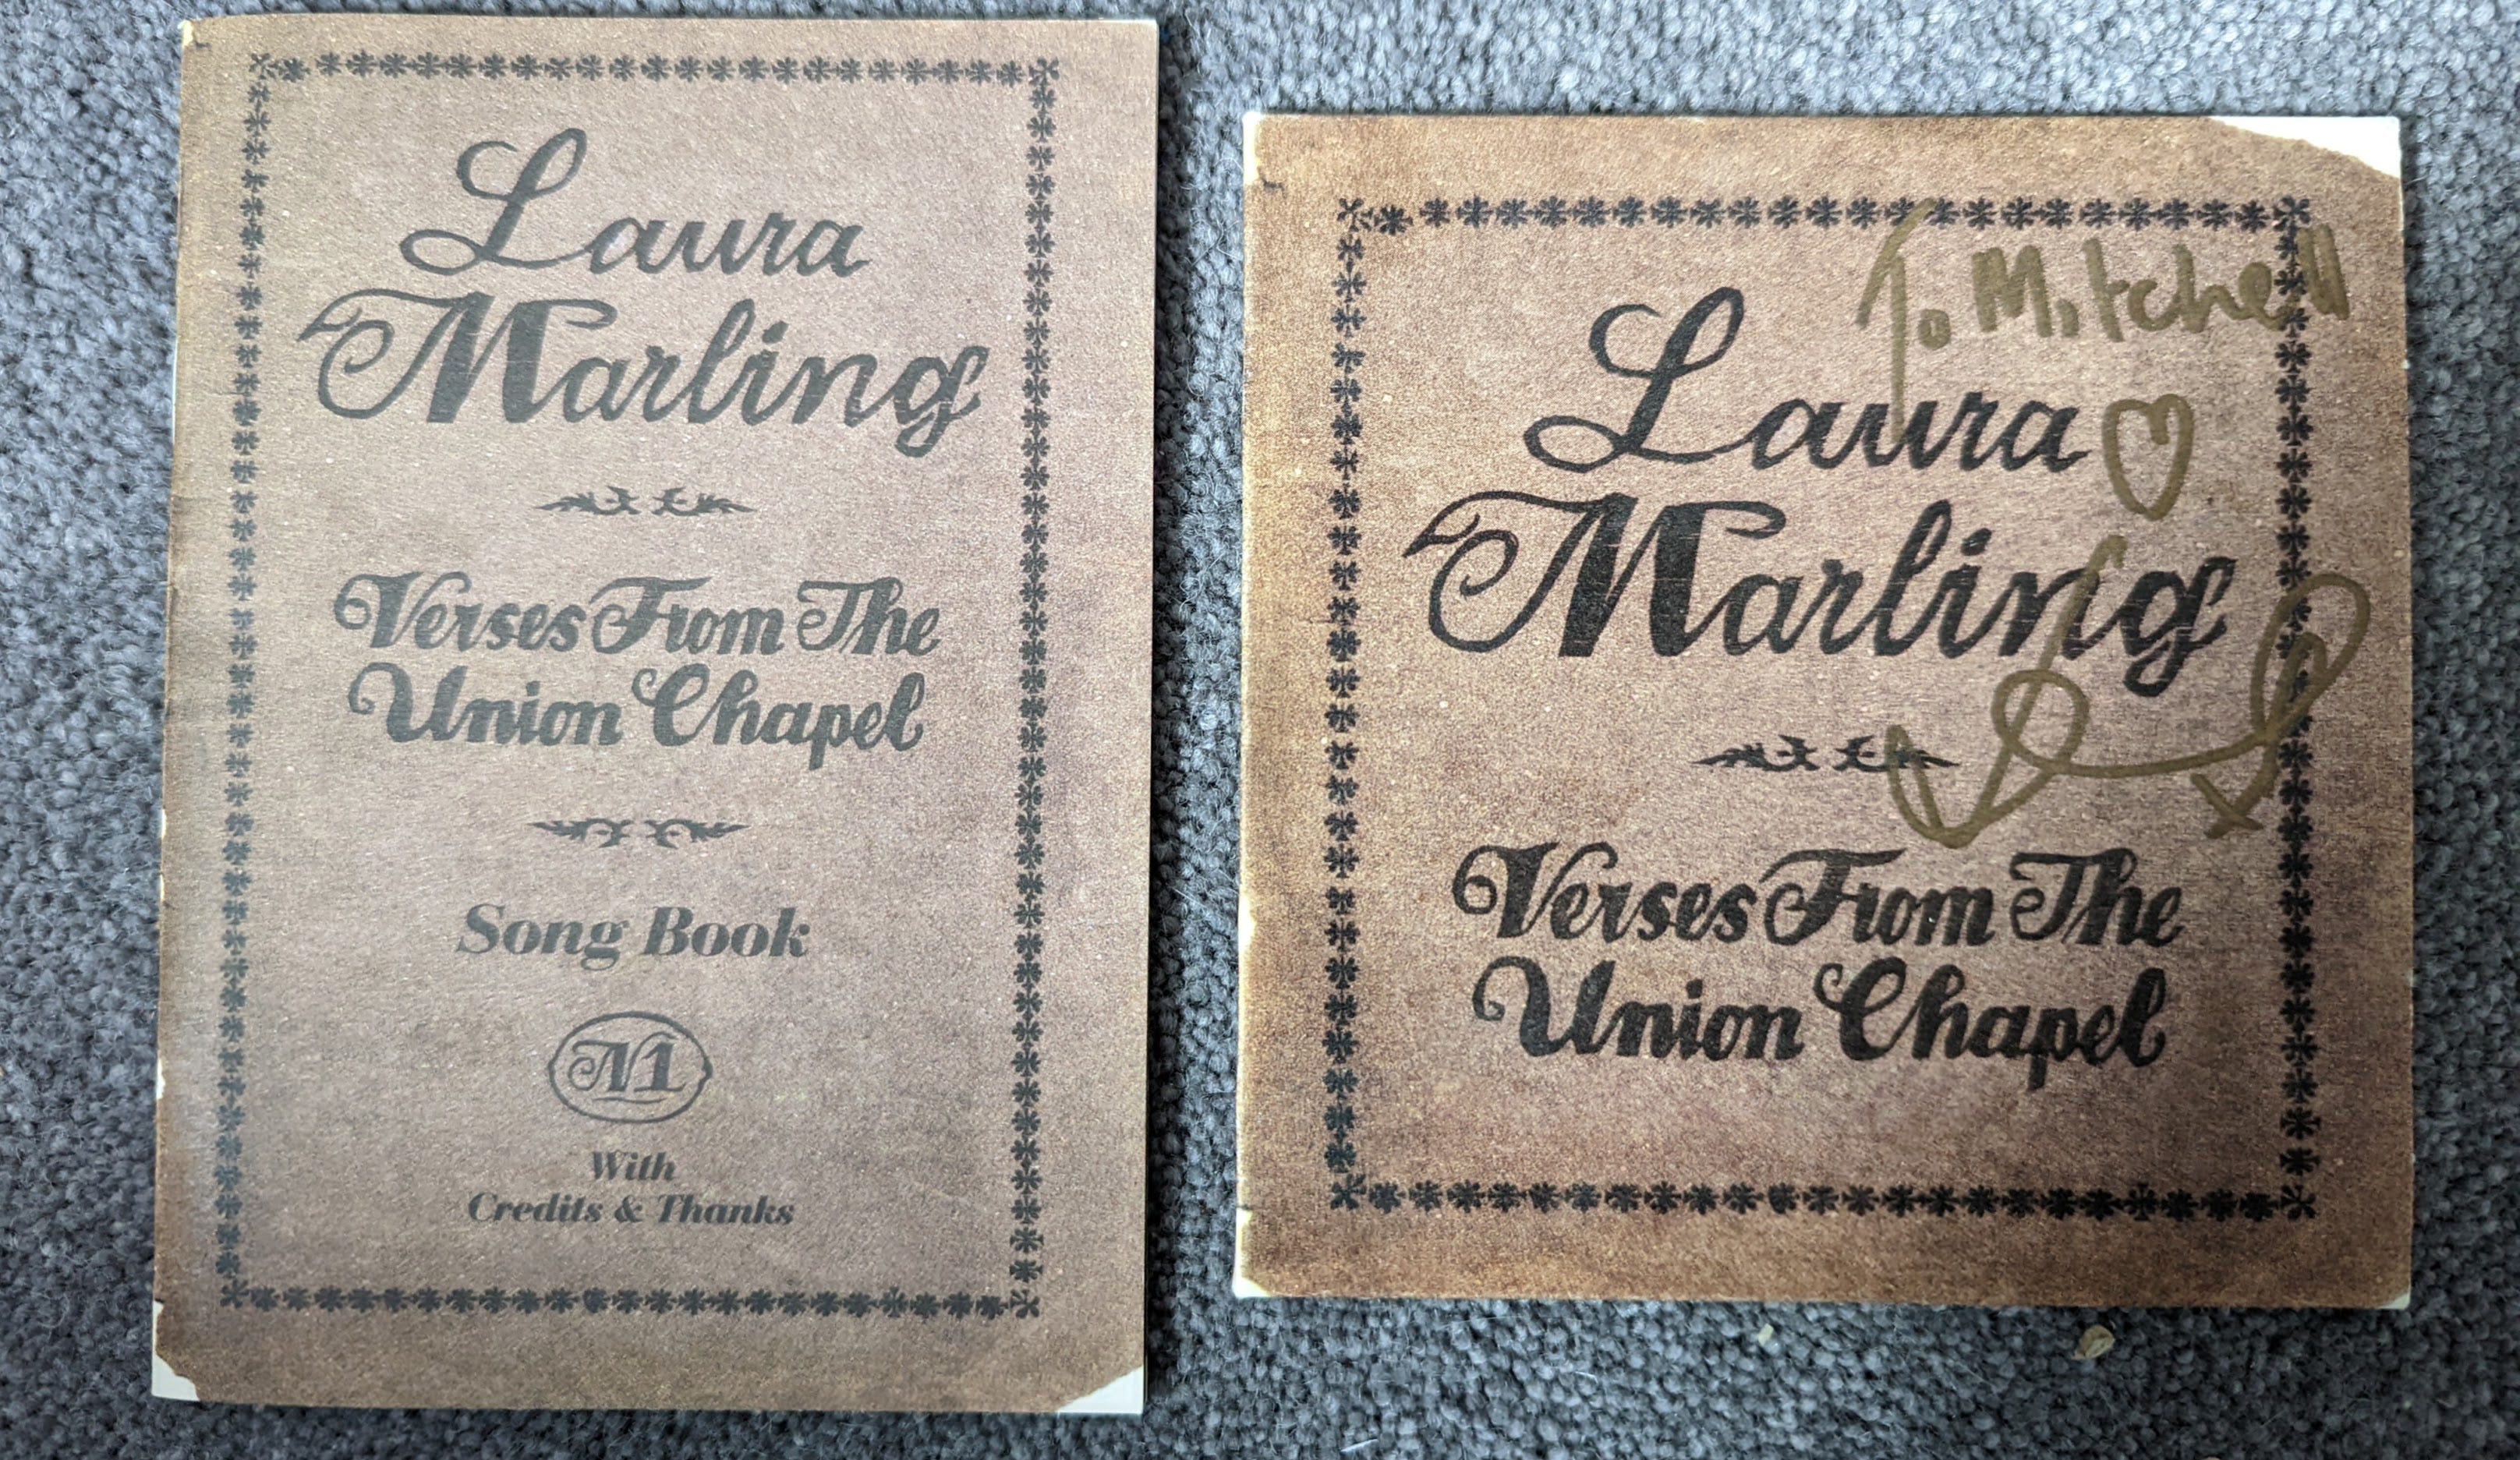 Laura
Marling
Verses From The
Union Chapel
Song Book
N1
With
Credits & Thanks
To Mitchell
Laura
Marling
Verses From The
Union Chapel